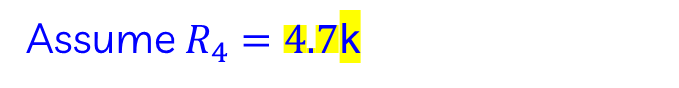 Assume R₄ = 4.7k